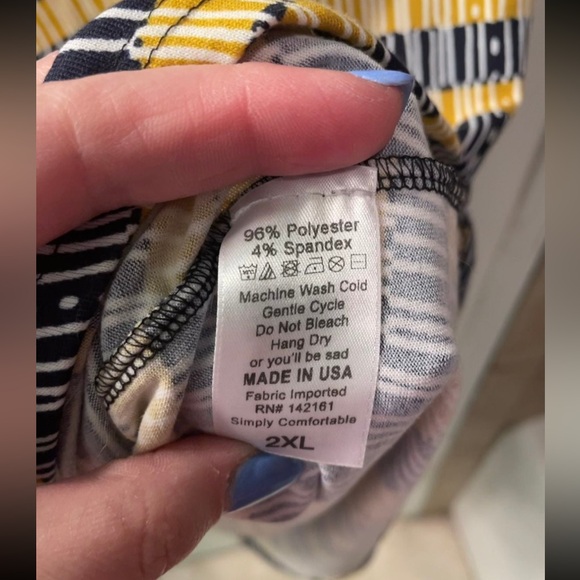 96% Polyester
4% Spandex
Machine Wash Cold
Gentle Cycle
Do Not Bleach
Hang Dry
or you'll be sad
MADE IN USA
Fabric Imported
RN# 142161
Simply Comfortable
2XL